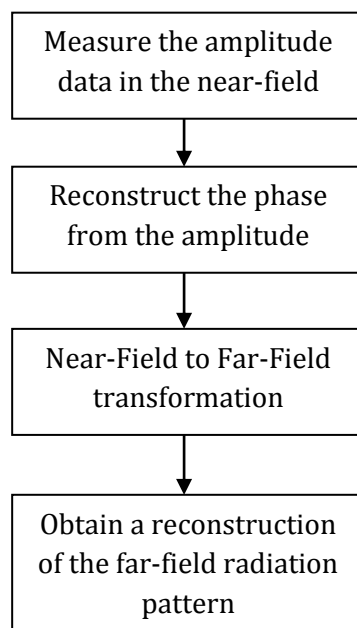 Measure the amplitude
data in the near-field
Reconstruct the phase
from the amplitude
Near-Field to Far-Field
transformation
Obtain a reconstruction
of the far-field radiation
pattern